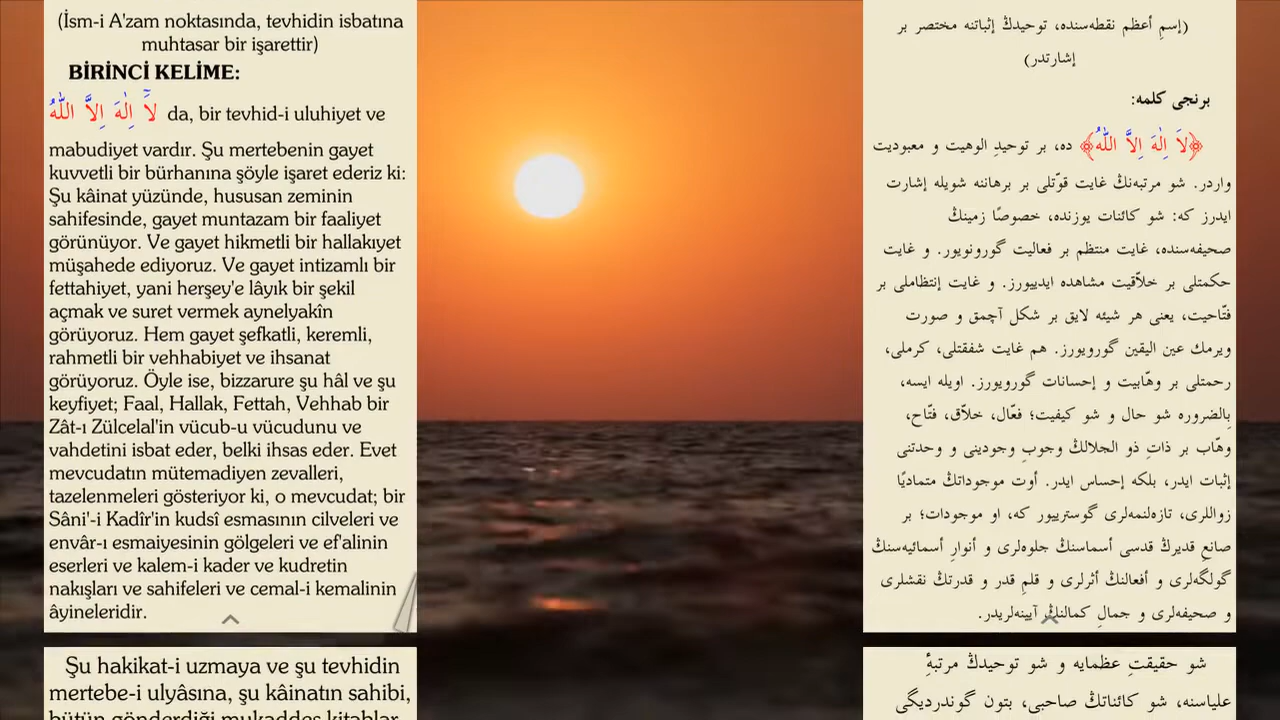 (İsm-i A'zam noktasında, tevhidin isbatına
muhtasar bir işarettir)
BİRİNCİ KELİME:
لآَ اِلٰهَ اِلاَّ اللّٰهُ da, bir tevhid-i uluhiyet ve
mabudiyet vardır. Şu mertebenin gayet
kuvvetli bir bürhanına şöyle işaret ederiz ki:
Şu kâinat yüzünde, hususan zeminin
sahifesinde, gayet muntazam bir faaliyet
görünüyor. Ve gayet hikmetli bir hallakıyet
müşahede ediyoruz. Ve gayet intizamlı bir
fettahiyet, yani herşey'e lâyık bir şekil
açmak ve suret vermek aynelyakîn
görüyoruz. Hem gayet şefkatli, keremli,
rahmetli bir vehhabiyet ve ihsanat
görüyoruz. Öyle ise, bizzarure şu hâl ve şu
keyfiyet; Faal, Hallak, Fettah, Vehhab bir
Zât-ı Zülcelal'in vücub-u vücudunu ve
vahdetini isbat eder, belki ihsas eder. Evet
mevcudatın mütemadiyen zevalleri,
tazelenmeleri gösteriyor ki, o mevcudat; bir
Sâni'-i Kadîr'in kudsî esmasının cilveleri ve
envâr-ı esmaiyesinin gölgeleri ve ef'alinin
eserleri ve kalem-i kader ve kudretin
nakışları ve sahifeleri ve cemal-i kemalinin
âyineleridir.
Şu hakikat-i uzmaya ve şu tevhidin
mertebe-i ulyâsına, şu kâinatın sahibi,
bütün gönderdiği mukaddes kitablar
(إسمِ أعظم نقطه‌سنده، توحيدڭ إثباتنه مختصر بر
إشارتدر)
برنجى كلمه:
﴿لاَ اِلٰهَ اِلاَّ اللّٰهُ﴾ ده، بر توحيدِ الوهيت و معبوديت
واردر. شو مرتبه‌نڭ غايت قوّتلى بر برهاننه شويله إشارت
ايدرز كه: شو كائنات يوزنده، خصوصًا زمينڭ
صحيفه‌سنده، غايت منتظم بر فعاليت گورونويور. و غايت
حكمتلى بر خلاّقيت مشاهده ايدييورز. و غايت إنتظاملى بر
فتّاحيت، يعنى هر شيئه لايق بر شكل آچمق و صورت
ويرمك عين اليقين گورويورز. هم غايت شفقتلى، كرملى،
رحمتلى بر وهّابيت و إحسانات گورويورز. اويله ايسه،
بِالضروره شو حال و شو كيفيت؛ فعّال، خلاّق، فتّاح،
وهّاب بر ذاتِ ذو الجلالڭ وجوبِ وجودينى و وحدتنى
إثبات ايدر، بلكه إحساس ايدر. أوت موجوداتڭ متماديًا
زواللرى، تازه‌لنمه‌لرى گوسترييور كه، او موجودات؛ بر
صانعِ قديرڭ قدسى أسماسنڭ جلوه‌لرى و أنوارِ أسمائيه‌سنڭ
گولگه‌لرى و أفعالنڭ أثرلرى و قلمِ قدر و قدرتڭ نقشلرى
و صحيفه‌لرى و جمالِ كمالنڭ آيينه‌لريدر.
شو حقيقتِ عظمايه و شو توحيدڭ مرتبهِٔ
علياسنه، شو كائناتڭ صاحبى، بتون گوندرديگى